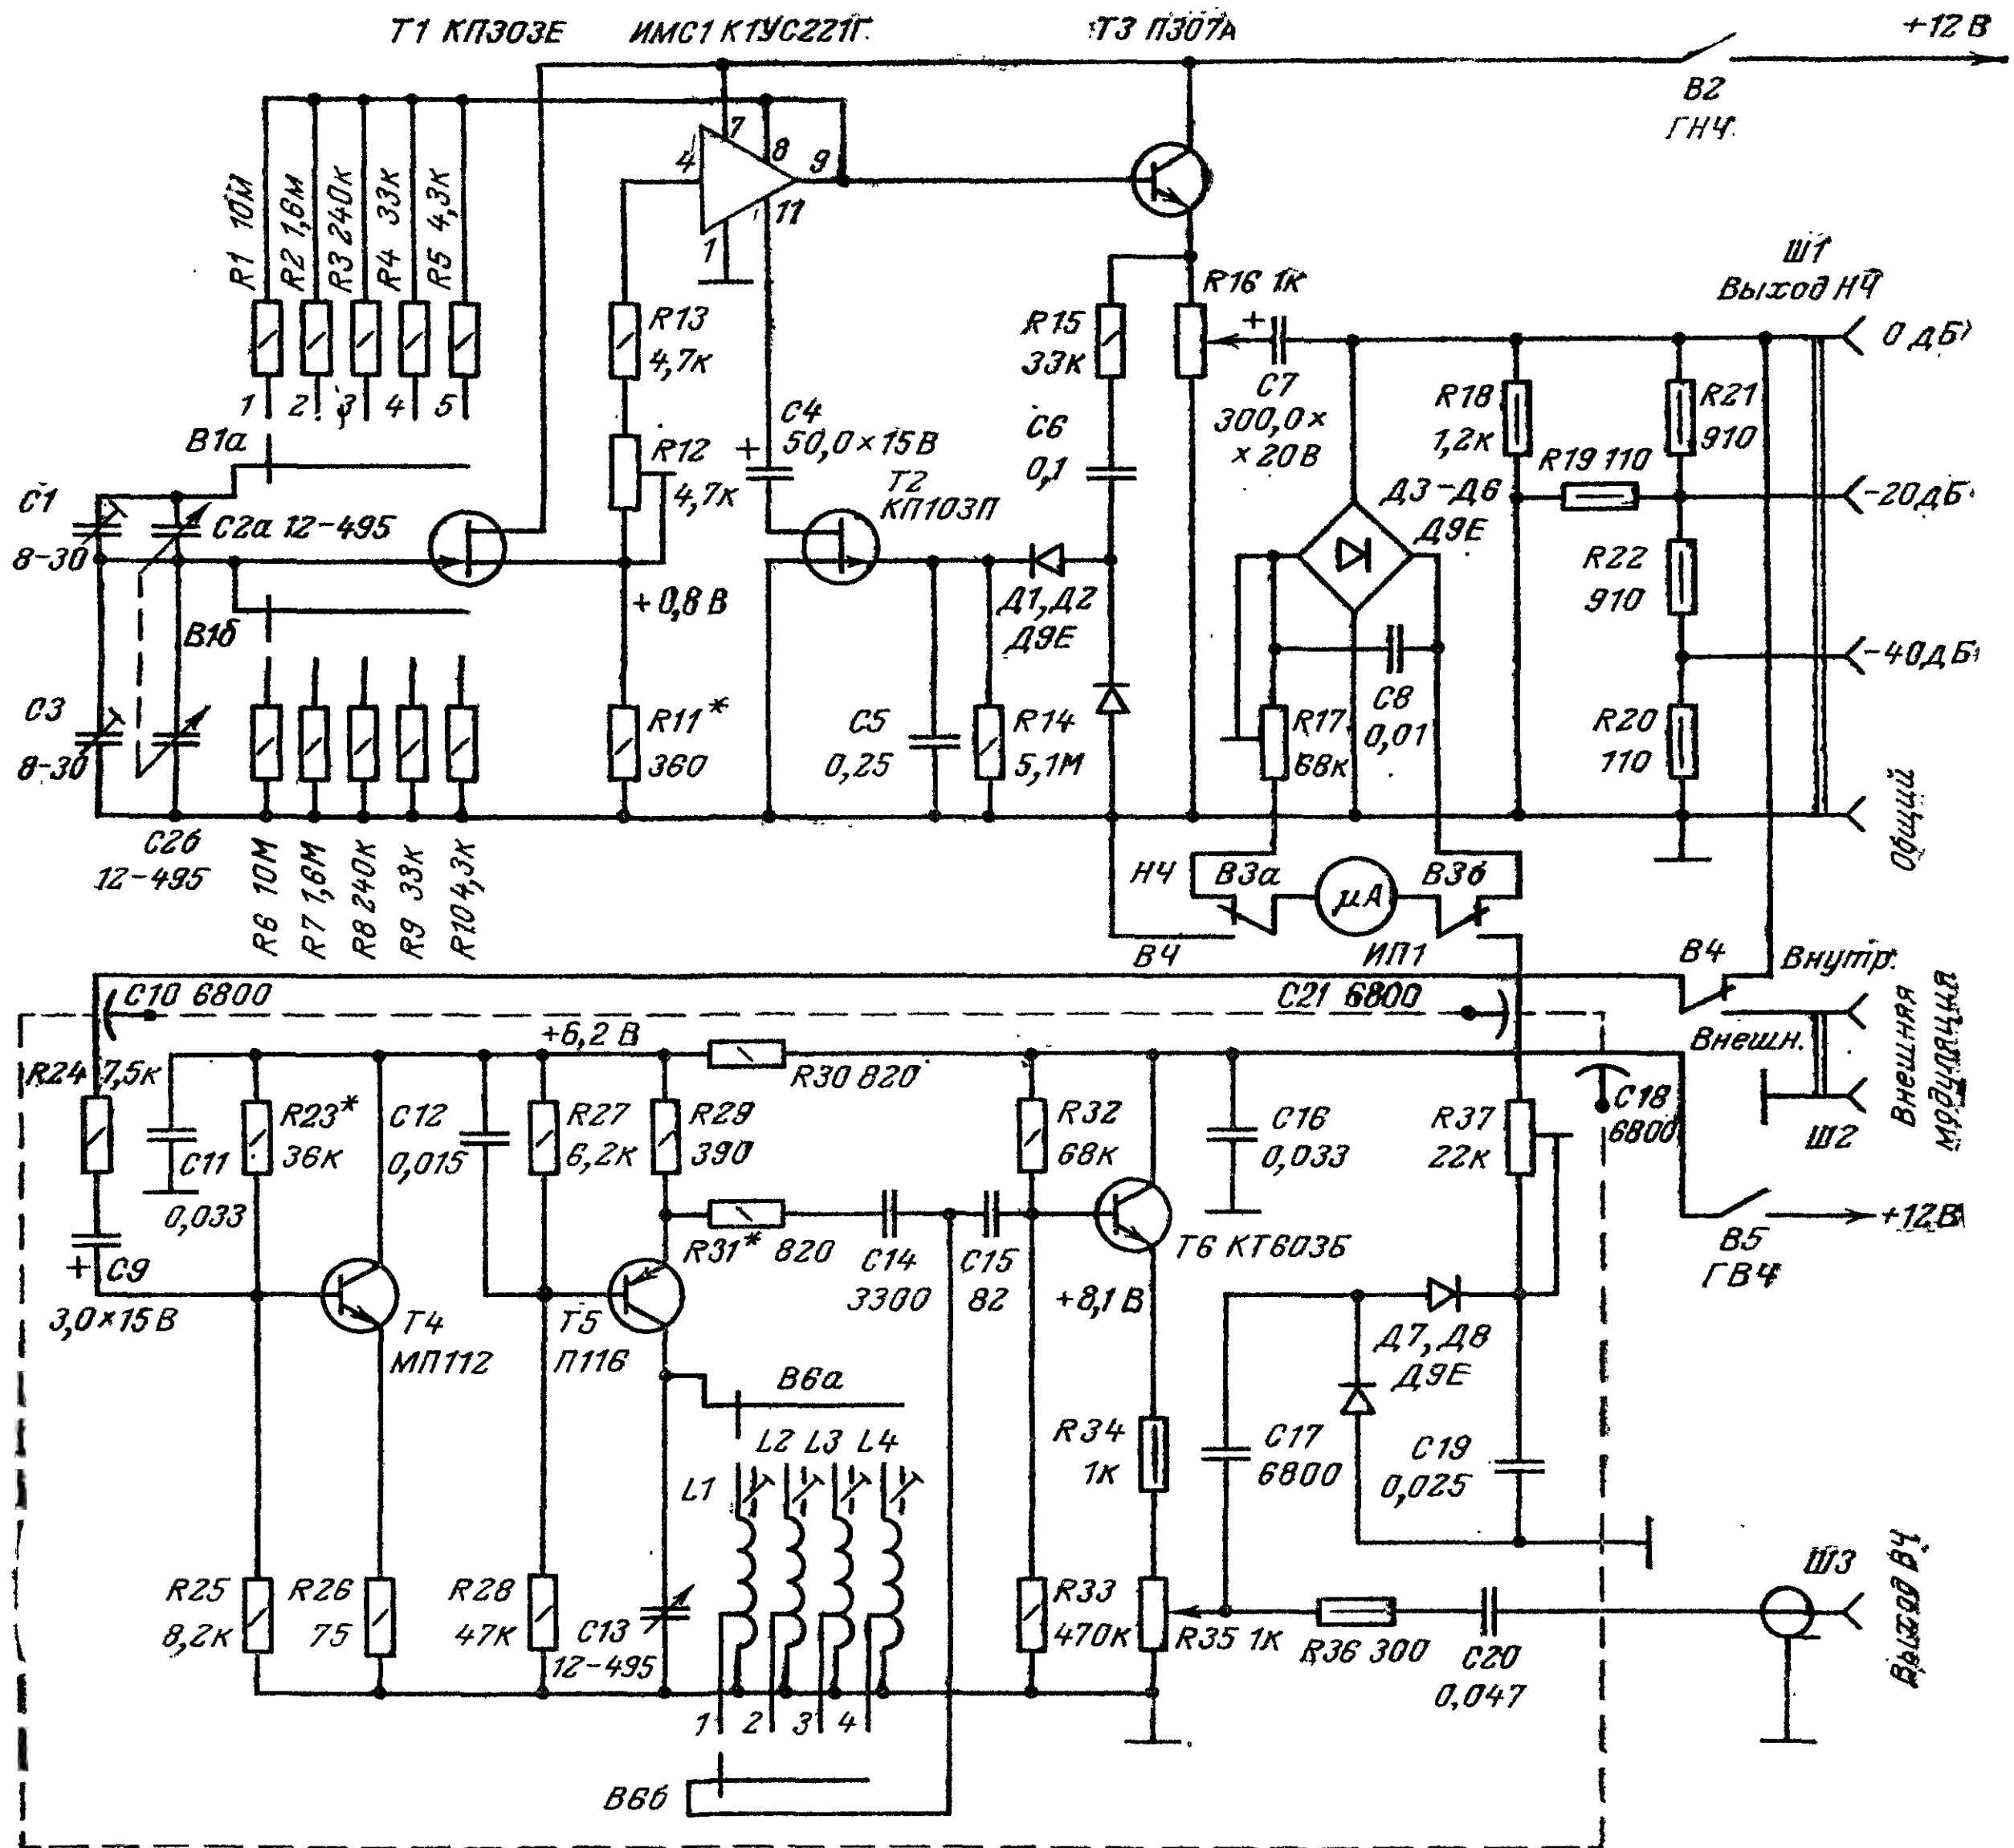 Т1 КП303Е
ИМС1 К1УС221Г
Т3 П307А
+12 В
В2
ГНЧ
R1 10М
R2 1,6м
R3 240к
R4 33к
R5 4,3к
7
4
8
9
11
1
Ш1
Выход НЧ
R13
4,7к
R15
33к
R16 1к
+
С7
300,0×
×20В
0 дБ
1 2 3 4 5
В1а
R12
4,7к
С4
+ 50,0×15В
Т2
КП103П
С6
0,1
R18
1,2к
R21
910
R19 110
Д3-Д6
Д9Е
-20дБ
С1
8-30
С2а 12-495
R22
910
+0,8 В
Д1, Д2
Д9Е
В1б
-40дБ
С3
8-30
R11*
360
С5
0,25
R14
5,1М
R17
68к
С8
0,01
R20
110
С2б
12-495
R6 10М
R7 1,6М
R8 240к
R9 33к
R10 4,3к
НЧ
В3а
μА
В3б
Общий
ВЧ
ИП1
В4
Внутр.
С10 6800
С21 6800
Внешн.
Внешняя
модуляция
+6,2 В
R24 7,5к
R30 820
С18
6800
Ш2
R23*
36к
С12
0,015
R27
6,2к
R29
390
R32
68к
С16
0,033
R37
22к
С11
0,033
+12В
В5
ГВЧ
+ С9
3,0×15В
R31* 820
С14
3300
С15
82
Т6 КТ603Б
+8,1 В
Т4
МП112
Т5
П116
Д7, Д8
Д9Е
В6а
L1
L2 L3 L4
R34
1к
С17
6800
С19
0,025
R25
8,2к
R26
75
R28
47к
С13
12-495
R33
470к
R35 1к
R36 300
С20
0,047
Ш3
Выход ВЧ
1 2 3 4
В6б